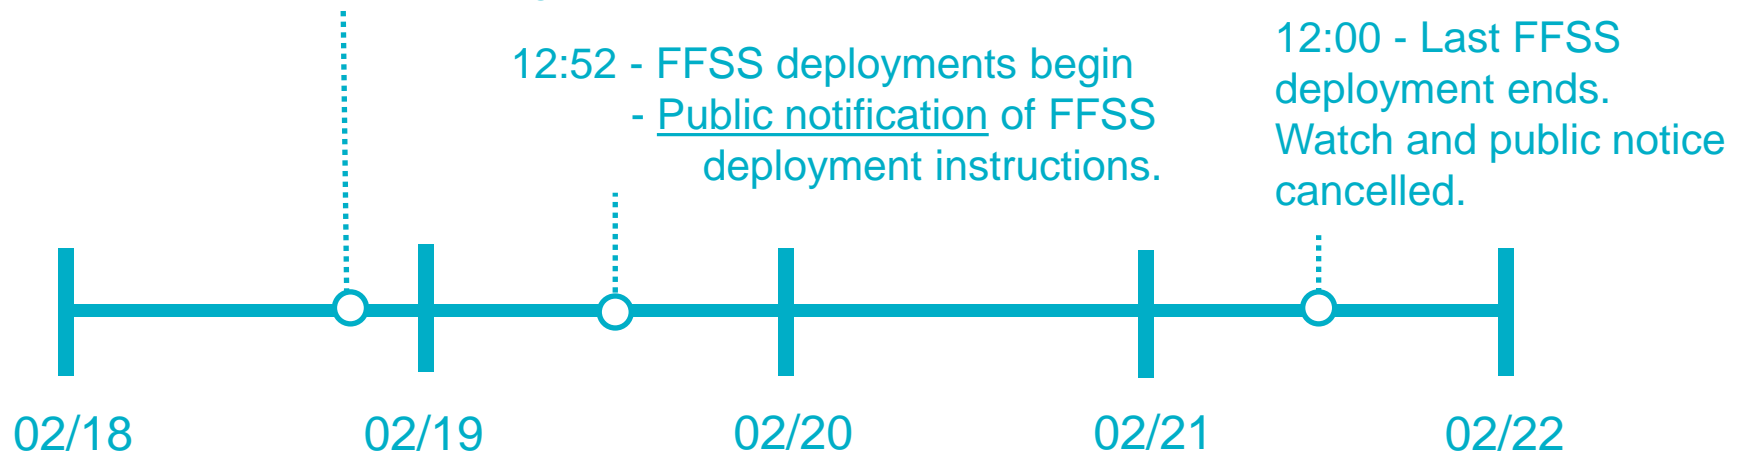 12:52 - FFSS deployments begin
- Public notification of FFSS
deployment instructions.
12:00 - Last FFSS
deployment ends.
Watch and public notice
cancelled.
02/18
02/19
02/20
02/21
02/22